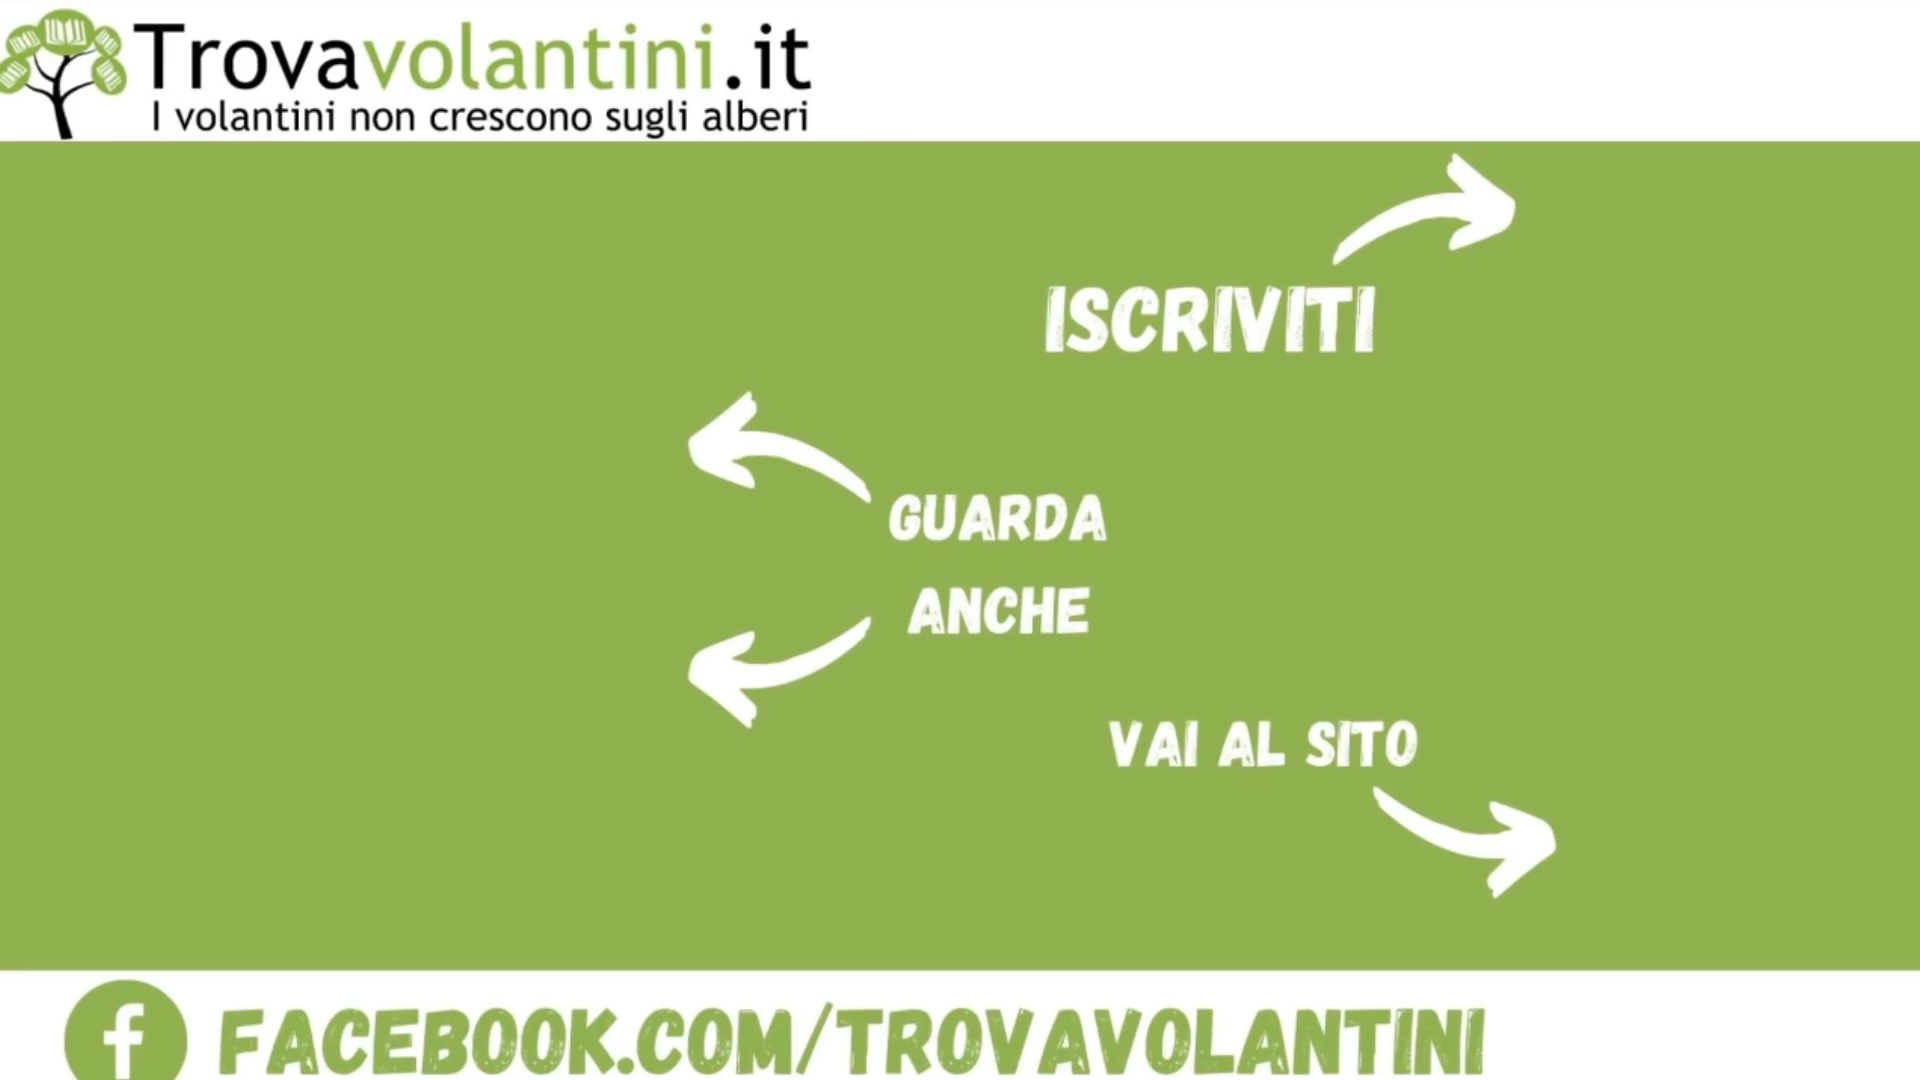 Trovavolantini.it
I volantini non crescono sugli alberi
ISCRIVITI
GUARDA
ANCHE
VAI AL SITO
f FACEBOOK.COM/TROVAVOLANTINI